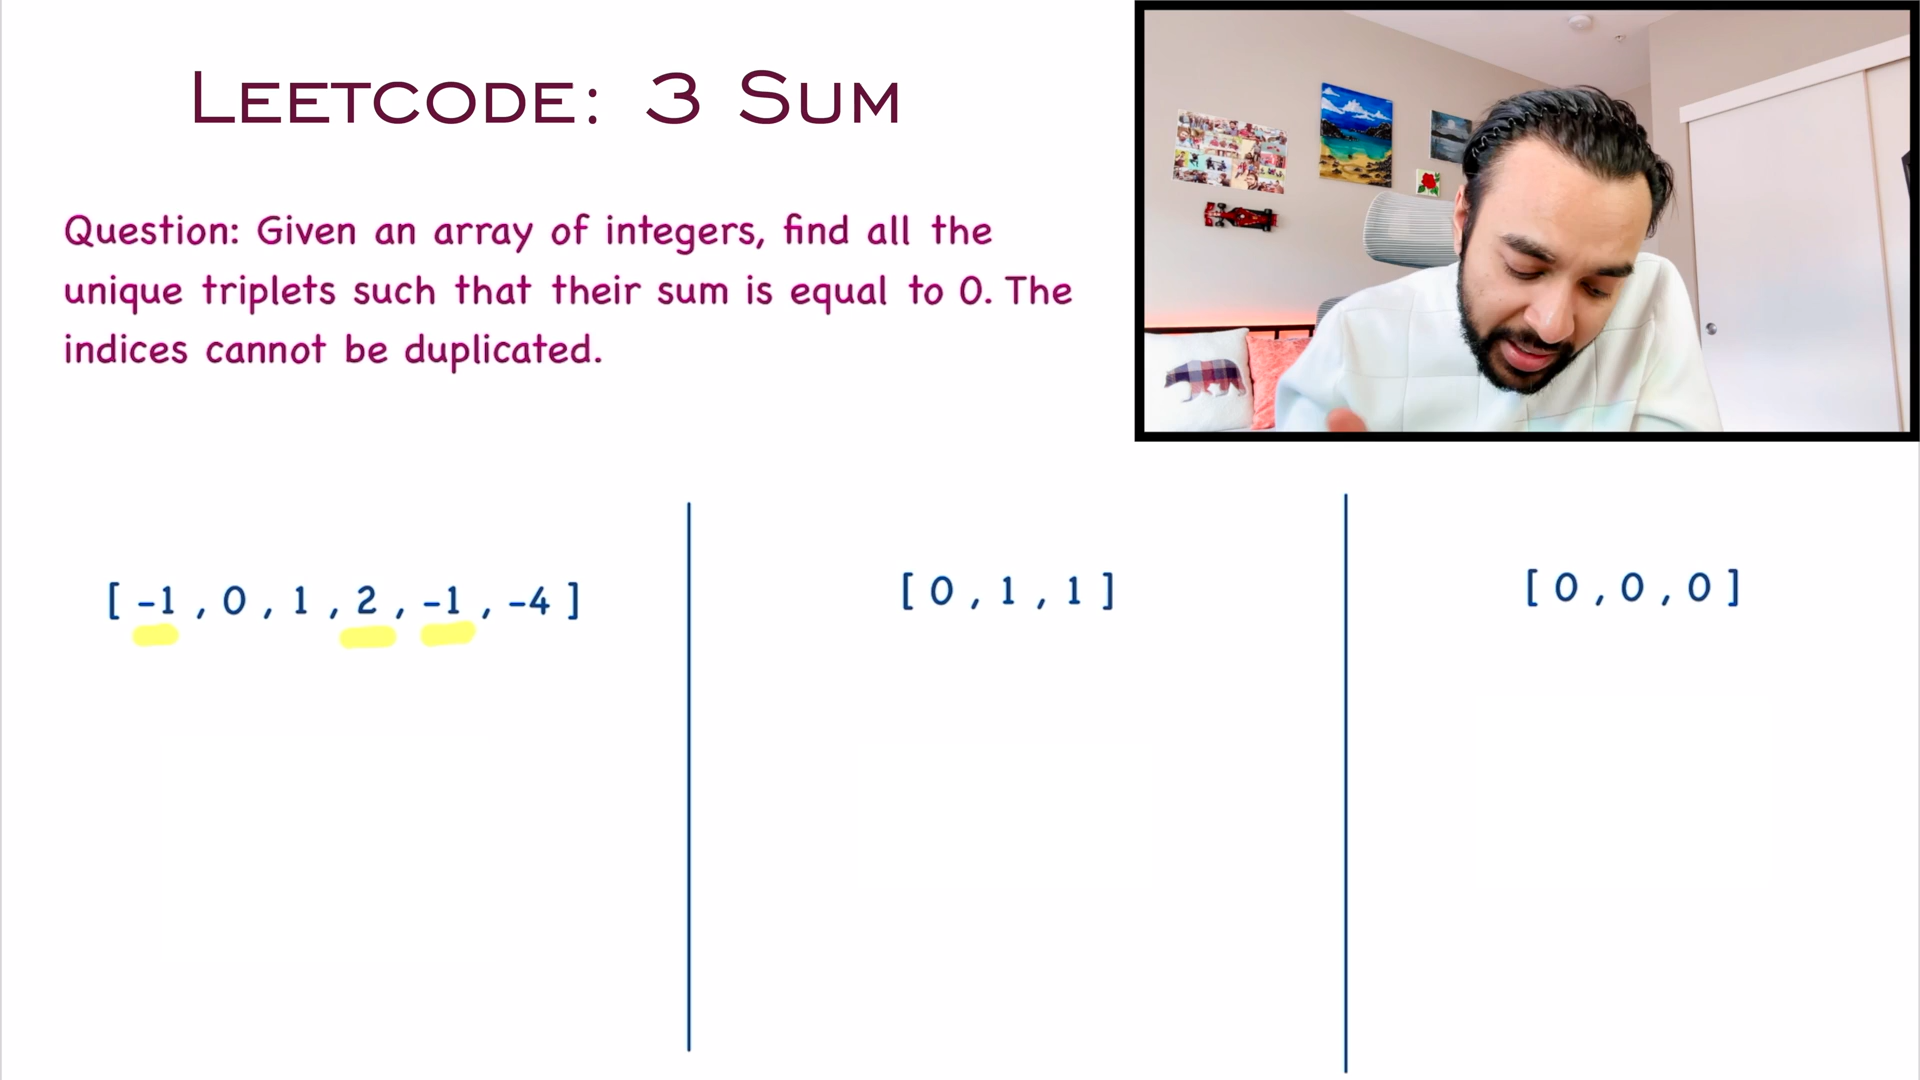 LEETCODE: 3 SUM
Question: Given an array of integers, find all the
unique triplets such that their sum is equal to 0. The
indices cannot be duplicated.
[ -1 , 0 , 1 , 2 , -1 , -4 ]
[ 0 , 1 , 1 ]
[ 0 , 0 , 0 ]